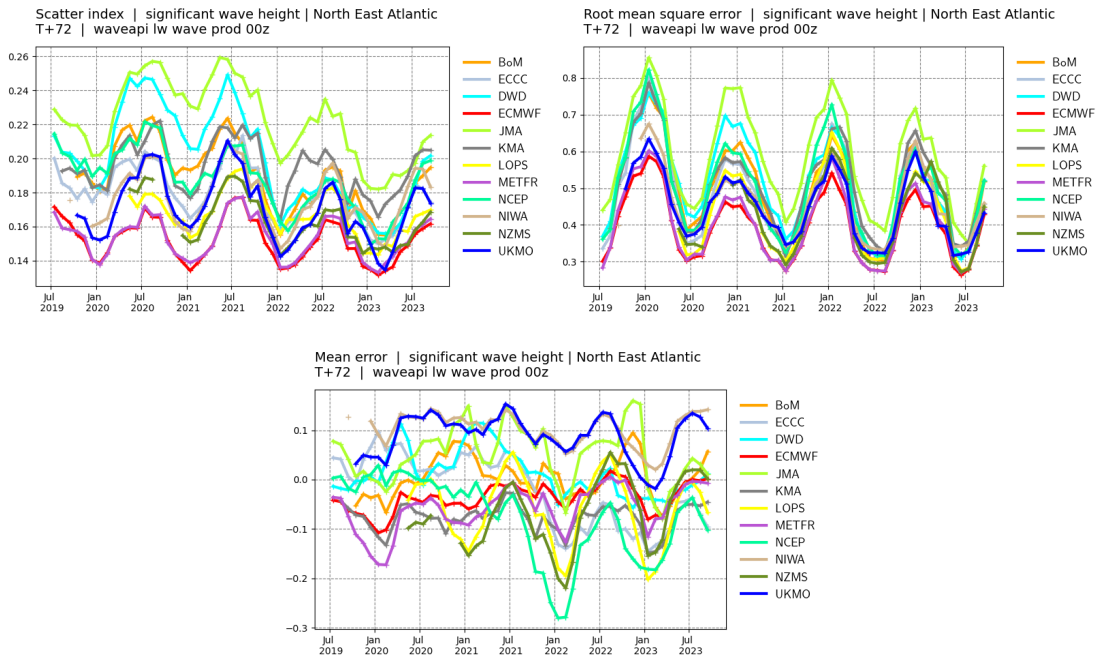 Scatter index | significant wave height | North East Atlantic
T+72 | waveapi lw wave prod 00z
0.26
0.24
0.22
0.20
0.18
0.16
0.14
Jul 2019
Jan 2020
Jul 2020
Jan 2021
Jul 2021
Jan 2022
Jul 2022
Jan 2023
Jul 2023
BoM
ECCC
DWD
ECMWF
JMA
KMA
LOPS
METFR
NCEP
NIWA
NZMS
UKMO
Root mean square error | significant wave height | North East Atlantic
T+72 | waveapi lw wave prod 00z
0.8
0.7
0.6
0.5
0.4
0.3
Jul 2019
Jan 2020
Jul 2020
Jan 2021
Jul 2021
Jan 2022
Jul 2022
Jan 2023
Jul 2023
BoM
ECCC
DWD
ECMWF
JMA
KMA
LOPS
METFR
NCEP
NIWA
NZMS
UKMO
Mean error | significant wave height | North East Atlantic
T+72 | waveapi lw wave prod 00z
0.1
0.0
−0.1
−0.2
−0.3
Jul 2019
Jan 2020
Jul 2020
Jan 2021
Jul 2021
Jan 2022
Jul 2022
Jan 2023
Jul 2023
BoM
ECCC
DWD
ECMWF
JMA
KMA
LOPS
METFR
NCEP
NIWA
NZMS
UKMO